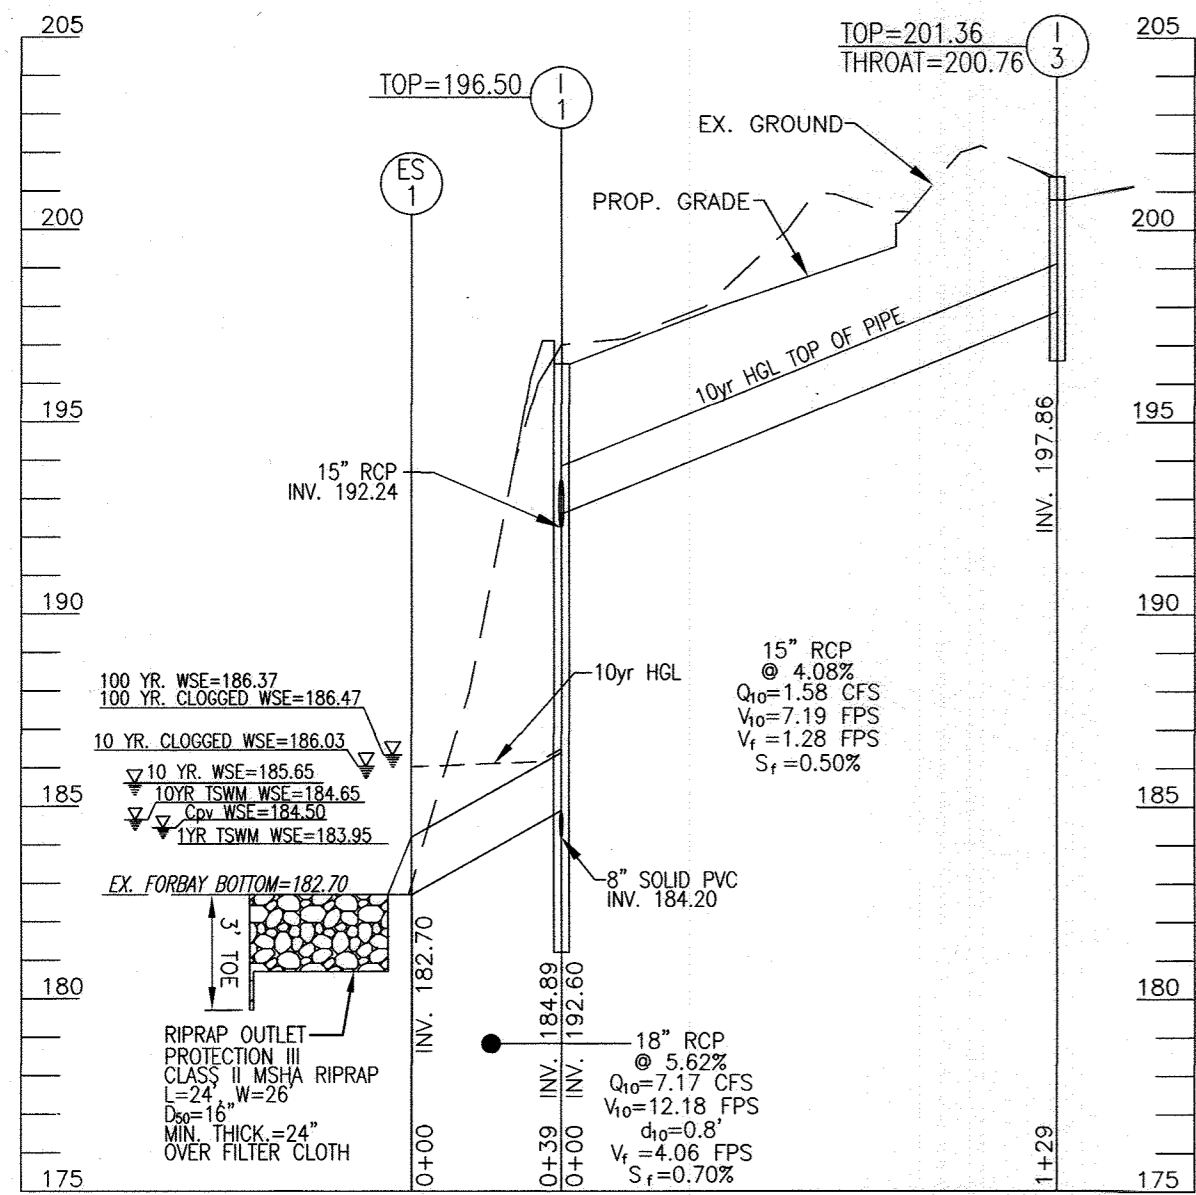 205
205
TOP=201.36
THROAT=200.76
I
3
TOP=196.50
I
1
EX. GROUND
ES
1
PROP. GRADE
200
200
10yr HGL TOP OF PIPE
195
195
INV. 197.86
15" RCP
INV. 192.24
190
190
15" RCP
@ 4.08%
Q10=1.58 CFS
V10=7.19 FPS
Vf =1.28 FPS
Sf =0.50%
10yr HGL
100 YR. WSE=186.37
100 YR. CLOGGED WSE=186.47
10 YR. CLOGGED WSE=186.03
10 YR. WSE=185.65
10YR TSWM WSE=184.65
Cpv WSE=184.50
1YR TSWM WSE=183.95
185
185
EX. FORBAY BOTTOM=182.70
8" SOLID PVC
INV. 184.20
3' TOE
INV. 182.70
INV. 184.89
INV. 192.60
180
180
RIPRAP OUTLET
PROTECTION III
CLASS II MSHA RIPRAP
L=24', W=26'
D50=16"
MIN. THICK.=24"
OVER FILTER CLOTH
18" RCP
@ 5.62%
Q10=7.17 CFS
V10=12.18 FPS
d10=0.8'
Vf =4.06 FPS
Sf=0.70%
0+00
0+39
0+00
1+29
175
175